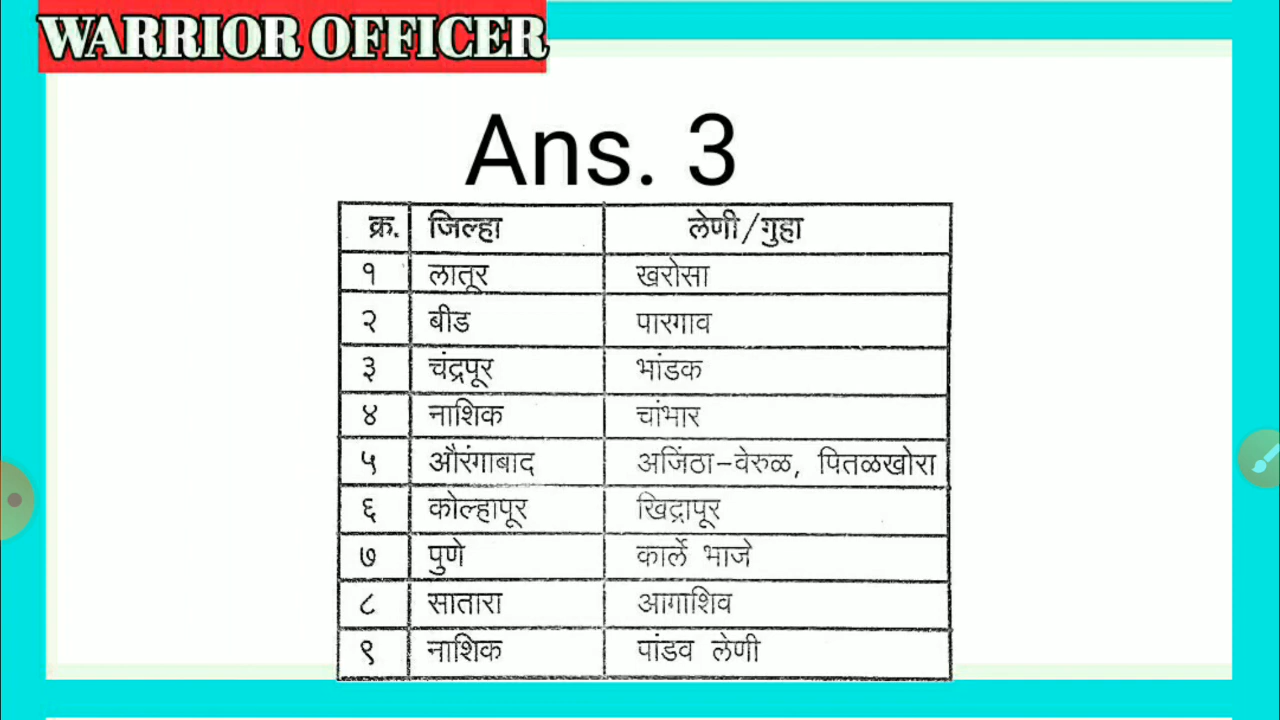 WARRIOR OFFICER
Ans. 3
क्र. जिल्हा लेणी/गुहा
१ लातूर खरोसा
२ बीड पारगाव
३ चंद्रपूर भांडक
४ नाशिक चांभार
५ औरंगाबाद अजिंठा-वेरुळ, पितळखोरा
६ कोल्हापूर खिद्रापूर
७ पुणे कार्ले भाजे
८ सातारा आगाशिव
९ नाशिक पांडव लेणी